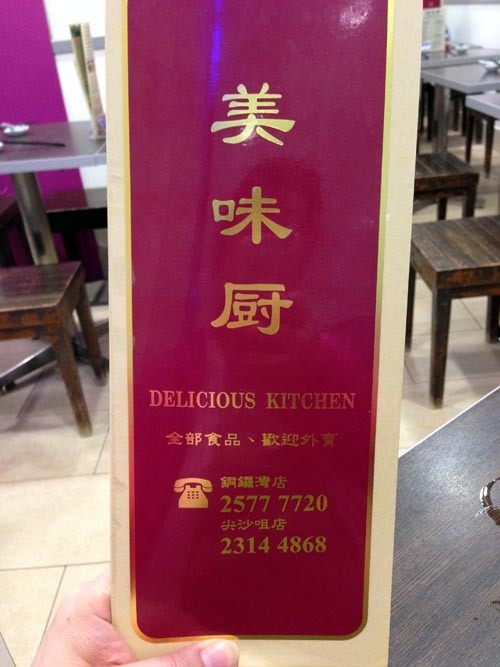 美
味
厨
DELICIOUS KITCHEN
全部食品、歡迎外賣
銅鑼灣店
2577 7720
尖沙咀店
2314 4868